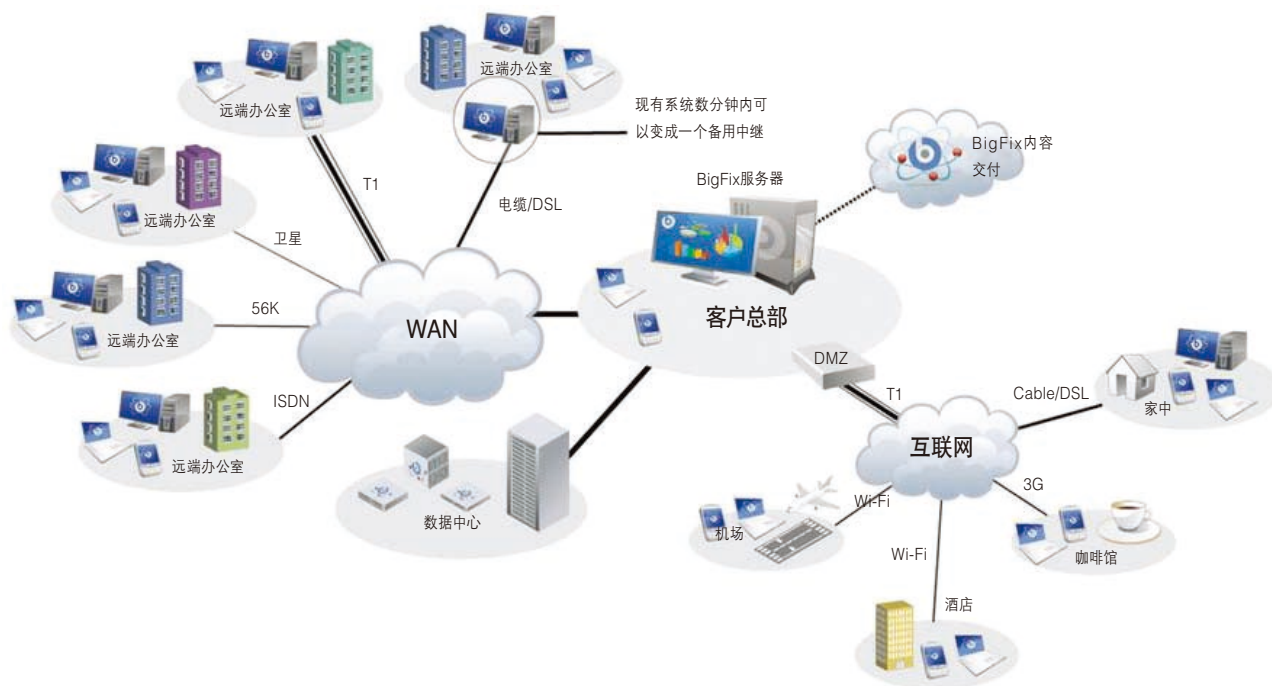 远端办公室
远端办公室
现有系统数分钟内可
以变成一个备用中继
BigFix内容
交付
T1
BigFix服务器
远端办公室
电缆/DSL
卫星
56K
WAN
客户总部
远端办公室
DMZ
T1
Cable/DSL
ISDN
家中
互联网
远端办公室
3G
Wi-Fi
数据中心
机场
Wi-Fi
咖啡馆
酒店